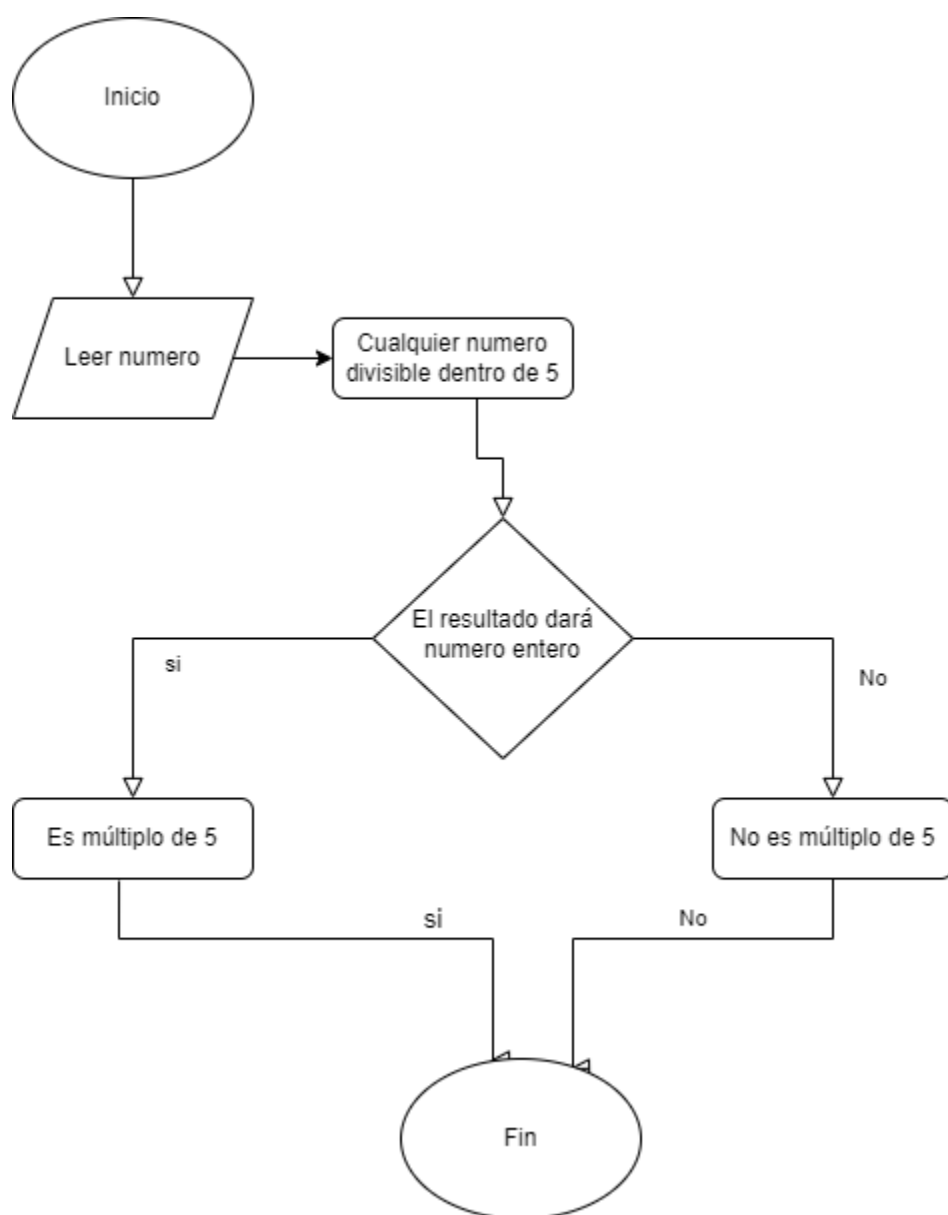 Inicio
Leer numero
Cualquier numero
divisible dentro de 5
El resultado dará
numero entero
si
No
Es múltiplo de 5
No es múltiplo de 5
si
No
Fin